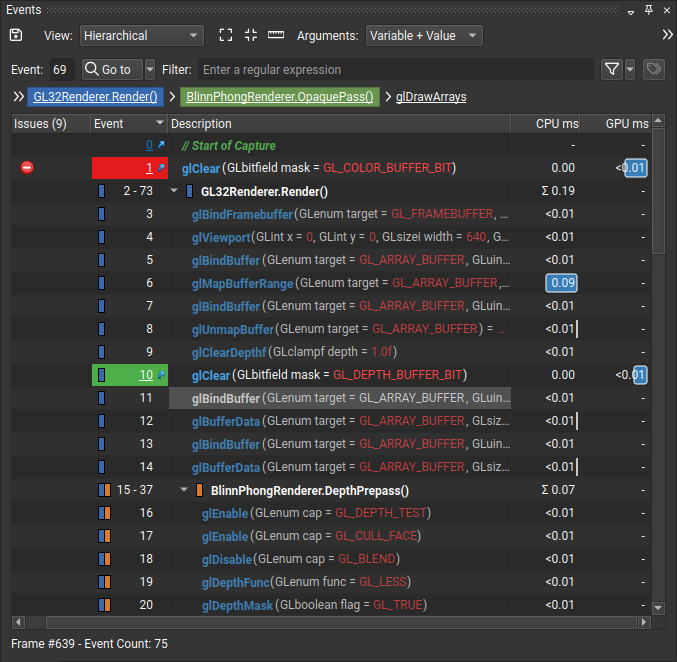 Events
View: Hierarchical Arguments: Variable + Value
Event: 69 Go to Filter: Enter a regular expression
GL32Renderer.Render() BlinnPhongRenderer.OpaquePass() glDrawArrays
Issues (9) Event Description CPU ms GPU ms
0 // Start of Capture -
1 glClear(GLbitfield mask = GL_COLOR_BUFFER_BIT) 0.00 <0.01
2 - 73 GL32Renderer.Render() Σ 0.19 -
3 glBindFramebuffer(GLenum target = GL_FRAMEBUFFER, ... <0.01 -
4 glViewport(GLint x = 0, GLint y = 0, GLsizei width = 640, G... <0.01 -
5 glBindBuffer(GLenum target = GL_ARRAY_BUFFER, GLuin... <0.01 -
6 glMapBufferRange(GLenum target = GL_ARRAY_BUFFER,... 0.09 -
7 glBindBuffer(GLenum target = GL_ARRAY_BUFFER, GLuin... <0.01 -
8 glUnmapBuffer(GLenum target = GL_ARRAY_BUFFER) = ... <0.01 -
9 glClearDepthf(GLclampf depth = 1.0f) <0.01 -
10 glClear(GLbitfield mask = GL_DEPTH_BUFFER_BIT) 0.00 <0.01
11 glBindBuffer(GLenum target = GL_ARRAY_BUFFER, GLuin... <0.01 -
12 glBufferData(GLenum target = GL_ARRAY_BUFFER, GLsiz... <0.01 -
13 glBindBuffer(GLenum target = GL_ARRAY_BUFFER, GLuin... <0.01 -
14 glBufferData(GLenum target = GL_ARRAY_BUFFER, GLsiz... <0.01 -
15 - 37 BlinnPhongRenderer.DepthPrepass() Σ 0.07 -
16 glEnable(GLenum cap = GL_DEPTH_TEST) <0.01 -
17 glEnable(GLenum cap = GL_CULL_FACE) <0.01 -
18 glDisable(GLenum cap = GL_BLEND) <0.01 -
19 glDepthFunc(GLenum func = GL_LESS) <0.01 -
20 glDepthMask(GLboolean flag = GL_TRUE) <0.01 -
Frame #639 - Event Count: 75